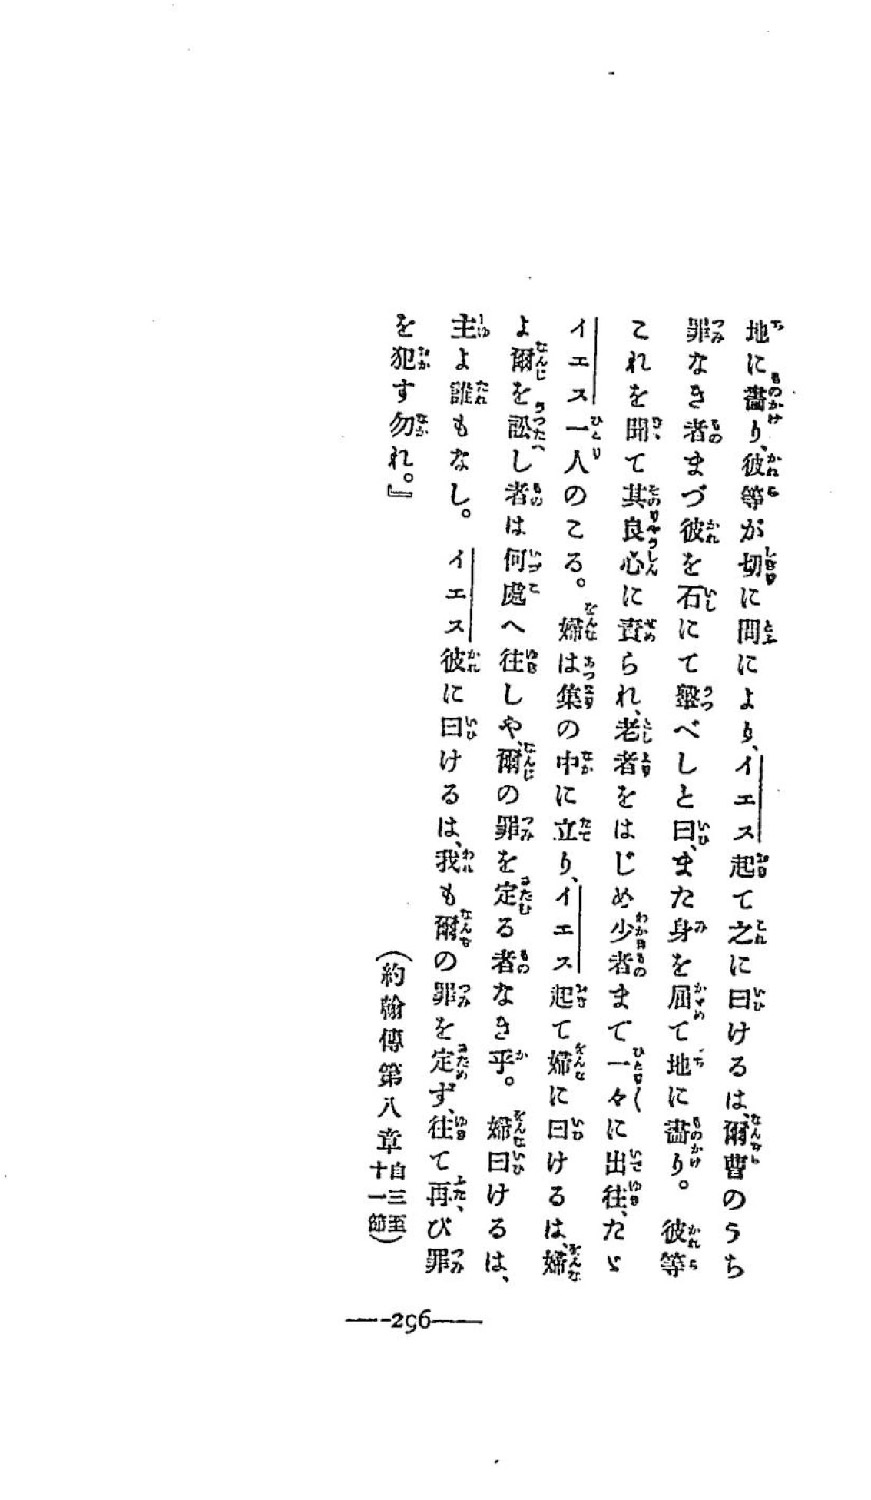 地に畵り、彼等が切に問により、イエス起て之に曰けるは、爾曹のうち
罪なき者まづ彼を石にて擊べしと曰、また身を屈て地に畵り。彼等
これを聞て其良心に責られ、老者をはじめ少者まで一々に出往、たゞ
イエス一人のこる。婦は集の中に立り、イエス起て婦に曰けるは、婦
よ爾を訟し者は何處へ往しや、爾の罪を定る者なき乎。婦曰けるは、
主よ誰もなし。イエス彼に曰けるは、我も爾の罪を定ず、往て再び罪
を犯す勿れ。』
(約翰傳第八章自三至十一節)
296